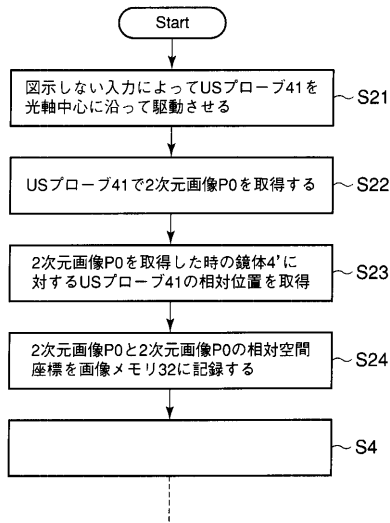 Start
図示しない入力によってUSプローブ41を
光軸中心に沿って駆動させる
S21
USプローブ41で2次元画像P0を取得する
S22
2次元画像P0を取得した時の鏡体4'に
対するUSプローブ41の相対位置を取得
S23
2次元画像P0と2次元画像P0の相対空間
座標を画像メモリ32に記録する
S24
S4